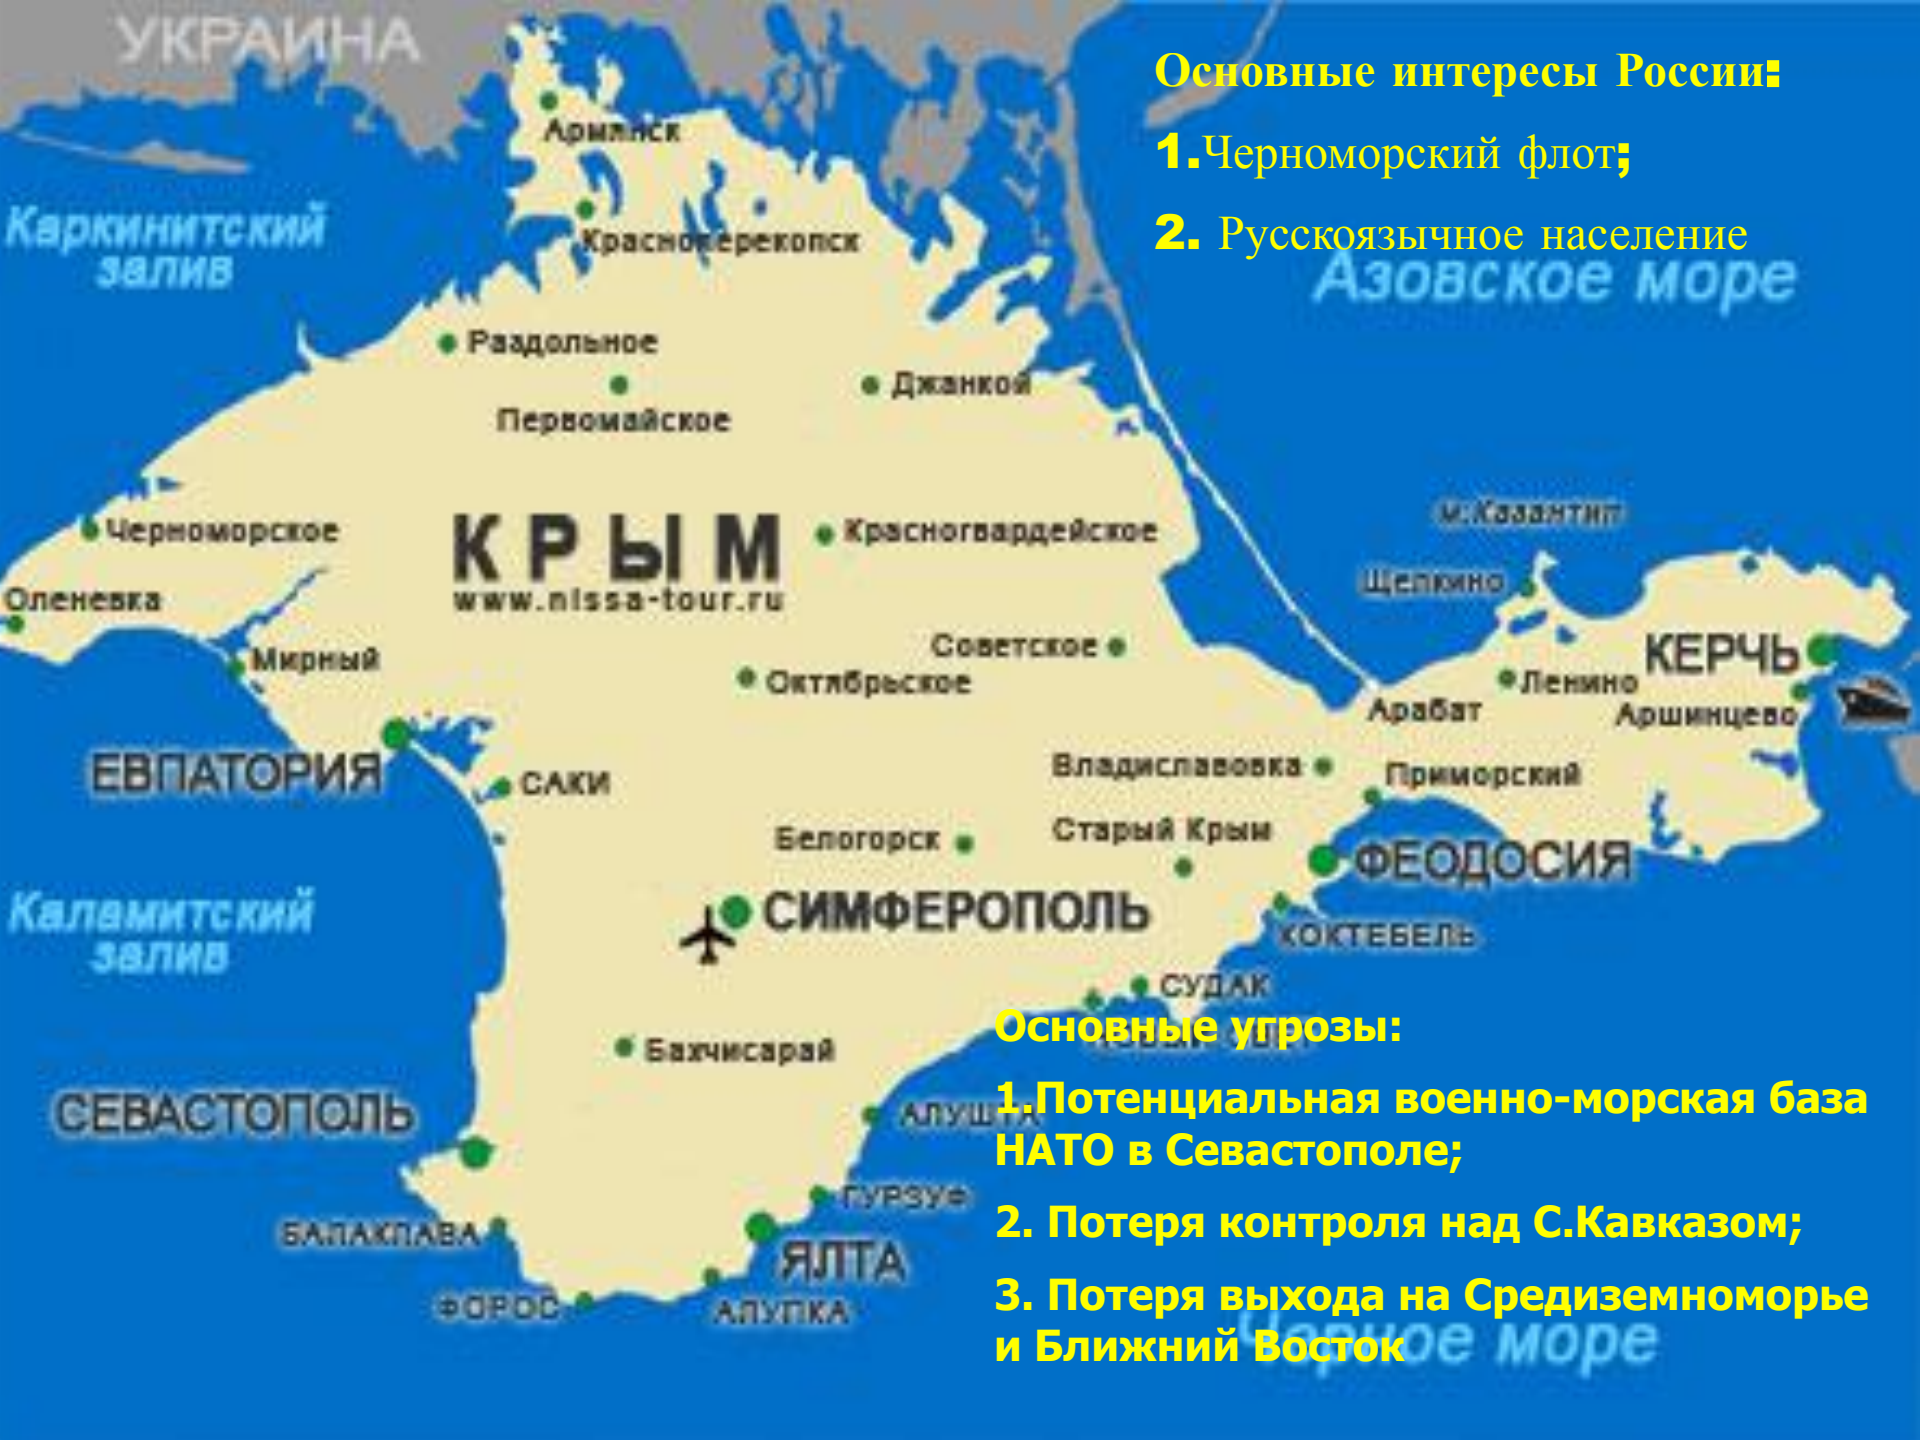 УКРАИНА
Основные интересы России:
1.Черноморский флот;
2. Русскоязычное население
Азовское море
Армянск
Каркинитский
залив
Красноперекопск
Раздольное
Джанкой
Первомайское
м.Казантип
Черноморское
КРЫМ
Красногвардейское
www.nissa-tour.ru
Щелкино
Оленевка
Мирный
Советское
КЕРЧЬ
Октябрьское
Ленино
Арабат
Аршинцево
ЕВПАТОРИЯ
САКИ
Владиславовка
Приморский
Белогорск
Старый Крым
ФЕОДОСИЯ
Каламитский
залив
СИМФЕРОПОЛЬ
КОКТЕБЕЛЬ
СУДАК
Основные угрозы:
Бахчисарай
СЕВАСТОПОЛЬ
АЛУШТА
1.Потенциальная военно-морская база
НАТО в Севастополе;
ГУРЗУФ
2. Потеря контроля над С.Кавказом;
БАЛАКЛАВА
ЯЛТА
ФОРОС
АЛУПКА
3. Потеря выхода на Средиземноморье
и Ближний Восток
Черное море